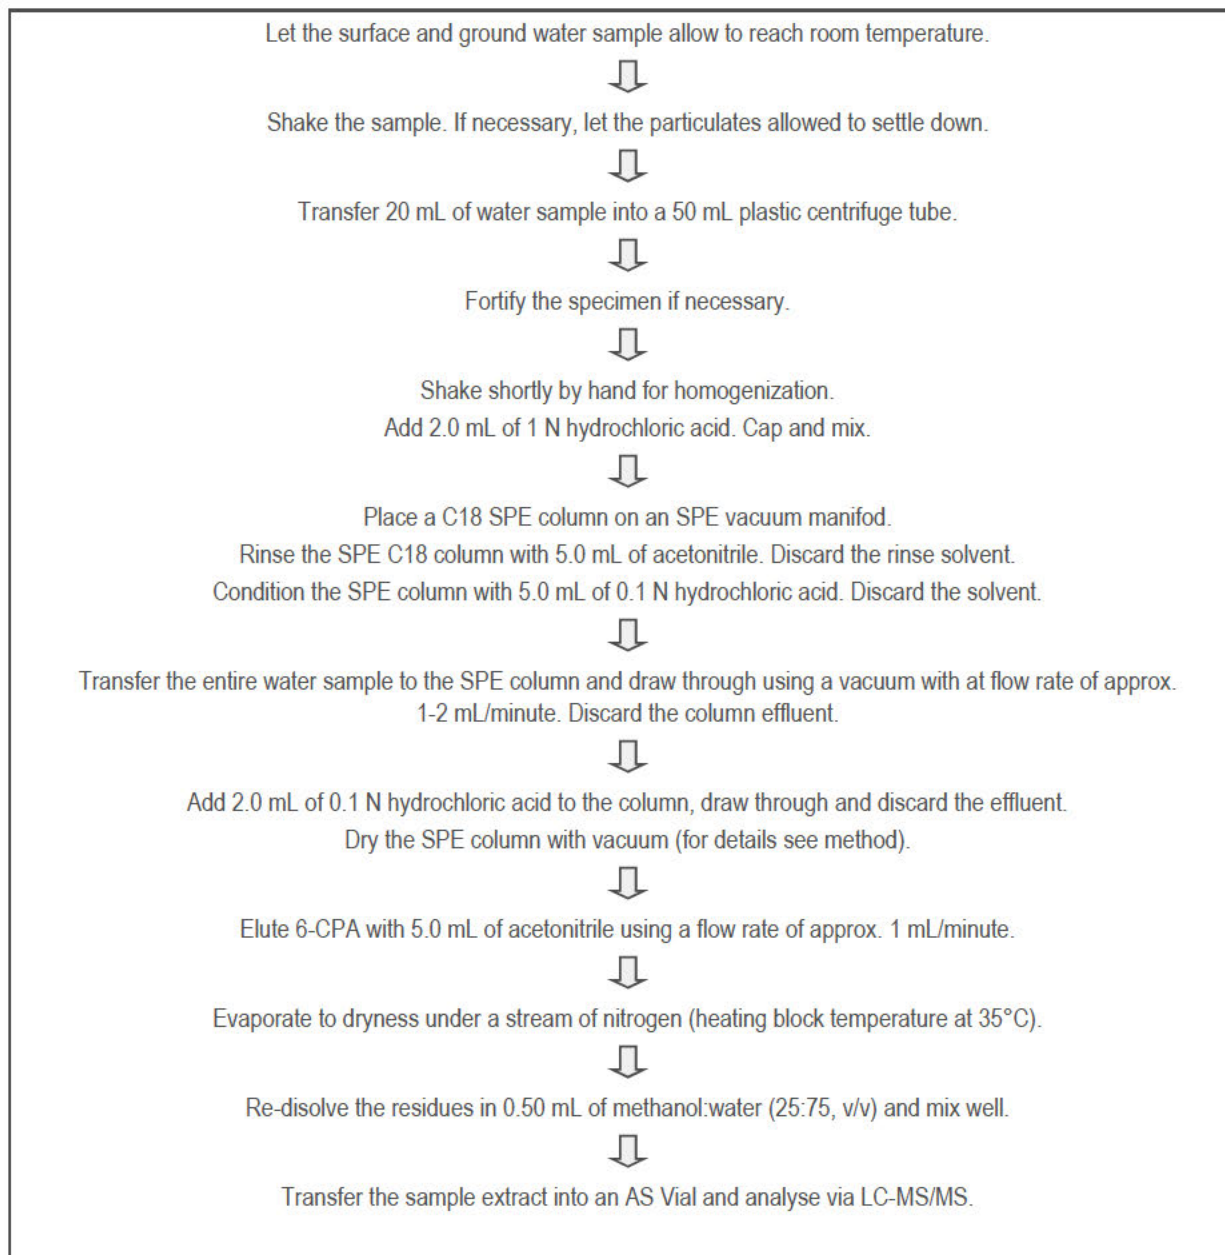 Let the surface and ground water sample allow to reach room temperature.
Shake the sample. If necessary, let the particulates allowed to settle down.
Transfer 20 mL of water sample into a 50 mL plastic centrifuge tube.
Fortify the specimen if necessary.
Shake shortly by hand for homogenization.
Add 2.0 mL of 1 N hydrochloric acid. Cap and mix.
Place a C18 SPE column on an SPE vacuum manifod.
Rinse the SPE C18 column with 5.0 mL of acetonitrile. Discard the rinse solvent.
Condition the SPE column with 5.0 mL of 0.1 N hydrochloric acid. Discard the solvent.
Transfer the entire water sample to the SPE column and draw through using a vacuum with at flow rate of approx.
1-2 mL/minute. Discard the column effluent.
Add 2.0 mL of 0.1 N hydrochloric acid to the column, draw through and discard the effluent.
Dry the SPE column with vacuum (for details see method).
Elute 6-CPA with 5.0 mL of acetonitrile using a flow rate of approx. 1 mL/minute.
Evaporate to dryness under a stream of nitrogen (heating block temperature at 35°C).
Re-disolve the residues in 0.50 mL of methanol:water (25:75, v/v) and mix well.
Transfer the sample extract into an AS Vial and analyse via LC-MS/MS.